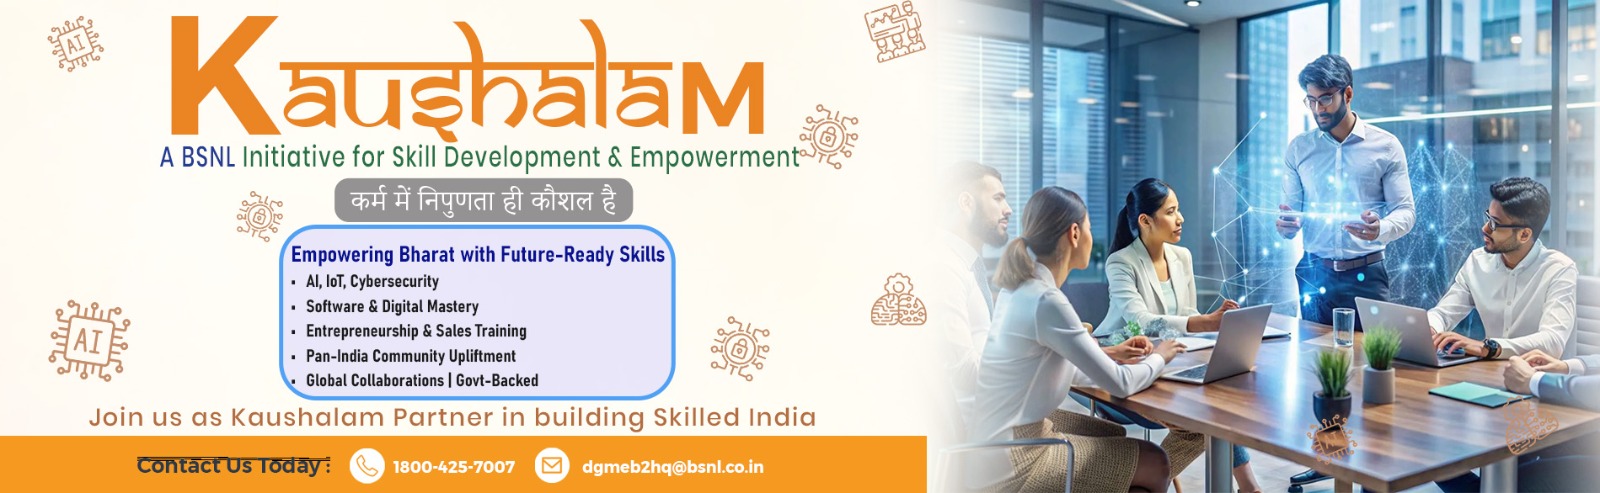 KaushalaM
A BSNL Initiative for Skill Development & Empowerment
कर्म में निपुणता ही कौशल है
Empowering Bharat with Future-Ready Skills
AI, IoT, Cybersecurity
Software & Digital Mastery
Entrepreneurship & Sales Training
Pan-India Community Upliftment
Global Collaborations | Govt-Backed
Join us as Kaushalam Partner in building Skilled India
Contact Us Today : 1800-425-7007 dgmeb2hq@bsnl.co.in
AI
AI
AI